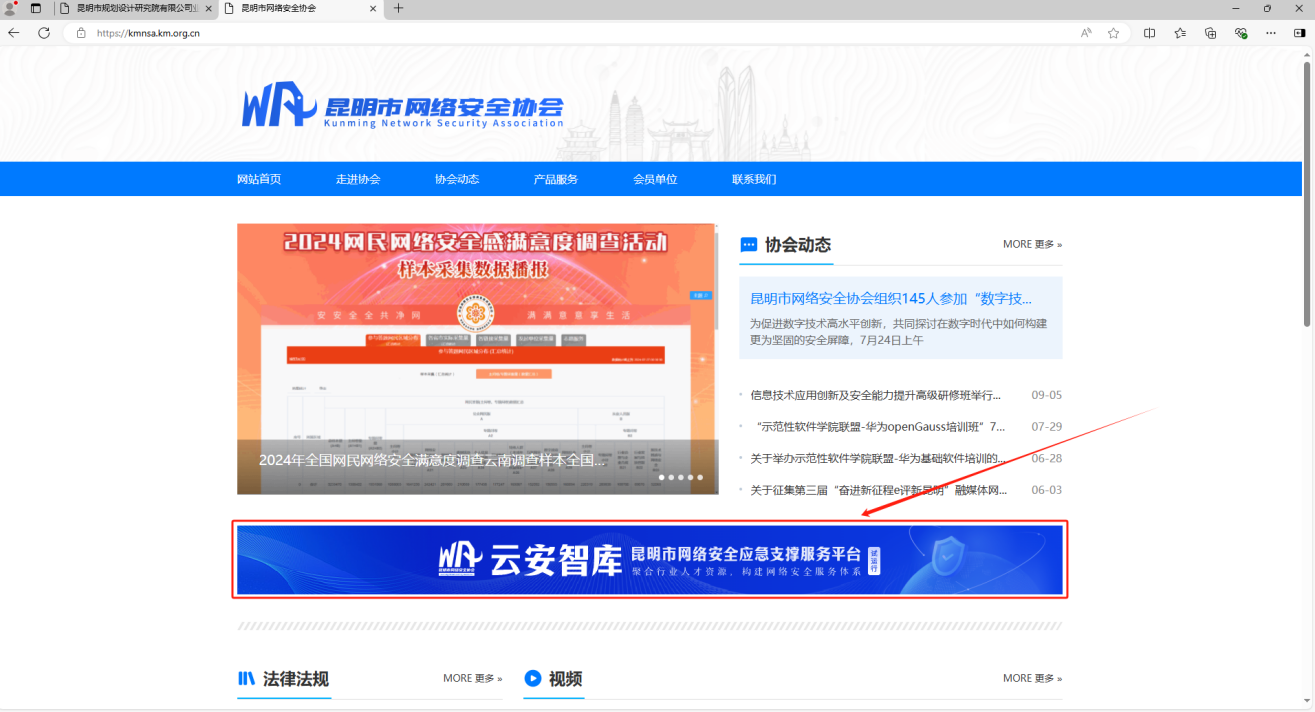 昆明市规划设计研究院有限公司业
昆明市网络安全协会
https://kmnsa.km.org.cn
昆明市网络安全协会
Kunming Network Security Association
网站首页
走进协会
协会动态
产品服务
会员单位
联系我们
2024网民网络安全感满意度调查活动
样本采集数据播报
安安全全共净网
满满意意享生活
2024年全国网民网络安全满意度调查云南调查样本全国...
协会动态
MORE 更多 »
昆明市网络安全协会组织145人参加“数字技...
为促进数字技术高水平创新，共同探讨在数字时代中如何构建
更为坚固的安全屏障，7月24日上午
信息技术应用创新及安全能力提升高级研修班举行... 09-05
“示范性软件学院联盟-华为openGauss培训班”7... 07-29
关于举办示范性软件学院联盟-华为基础软件培训的... 06-28
关于征集第三届“奋进新征程e评新昆明”融媒体网... 06-03
云安智库
昆明市网络安全应急支撑服务平台
试运行
聚合行业人才资源，构建网络安全服务体系
法律法规
MORE 更多 »
视频
MORE 更多 »